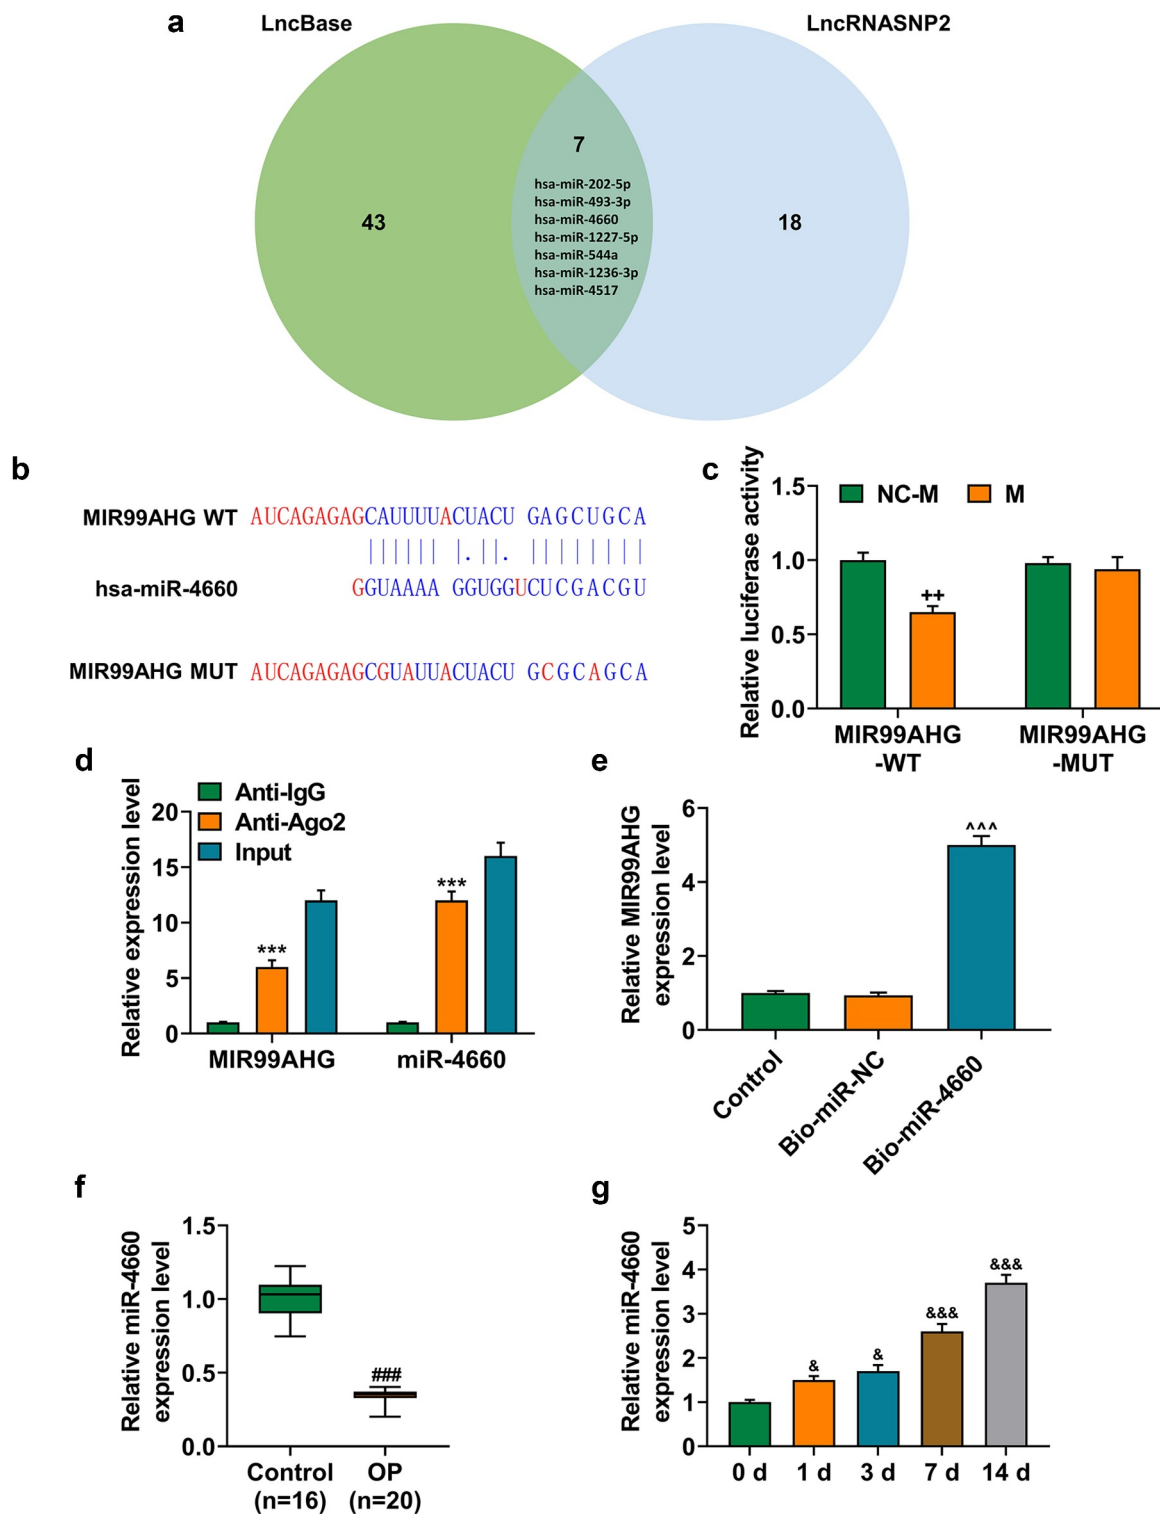 a
LncBase
LncRNASNP2
43
7
18
hsa-miR-202-5p
hsa-miR-493-3p
hsa-miR-4660
hsa-miR-1227-5p
hsa-miR-544a
hsa-miR-1236-3p
hsa-miR-4517
b
MIR99AHG WT AUCAGAGAGCAUUUUACUACU GAGCUGCA
|||||| |.||. ||||||||
hsa-miR-4660 GGUAAAA GGUGGUCUCGACGU
MIR99AHG MUT AUCAGAGAGCGUAUUACUACU GCGCAGCA
c
Relative luciferase activity
NC-M M
1.5
1.0
0.5
0.0
++
MIR99AHG
-WT
MIR99AHG
-MUT
d
Relative expression level
Anti-IgG
Anti-Ago2
Input
20
15
10
5
0
***
***
MIR99AHG
miR-4660
e
Relative MIR99AHG
expression level
6
4
2
0
^^^
Control
Bio-miR-NC
Bio-miR-4660
f
Relative miR-4660
expression level
1.5
1.0
0.5
0.0
###
Control
(n=16)
OP
(n=20)
g
Relative miR-4660
expression level
5
4
3
2
1
0
&
&
&&&
&&&
0 d
1 d
3 d
7 d
14 d